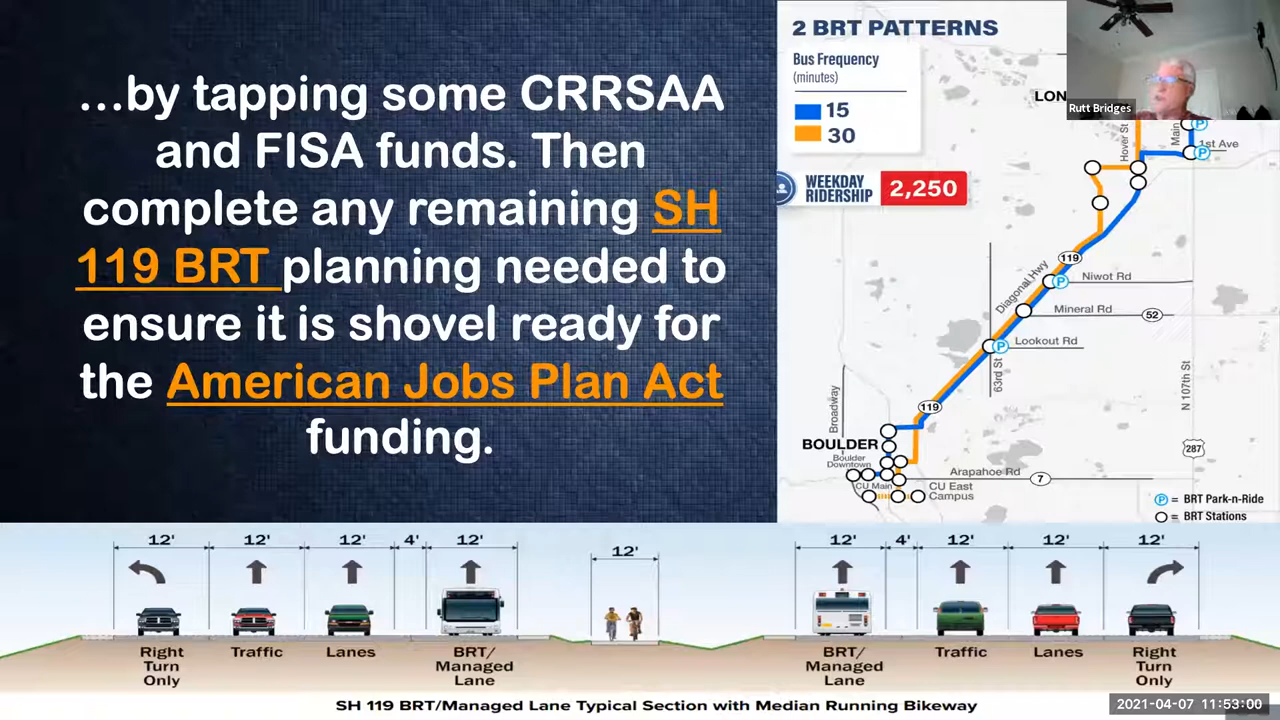 ...by tapping some CRRSAA
and FISA funds. Then
complete any remaining SH
119 BRT planning needed to
ensure it is shovel ready for
the American Jobs Plan Act
funding.
2 BRT PATTERNS
Bus Frequency
(minutes)
15
30
WEEKDAY
RIDERSHIP
2,250
LON
Rutt Bridges
Hover St
Main
P
1st Ave
P
119
Niwot Rd
P
Diagonal Hwy
Mineral Rd
52
Lookout Rd
P
63rd St
N 107th St
119
Broadway
BOULDER
Boulder
Downtown
287
Arapahoe Rd
7
CU Main
CU East
Campus
P = BRT Park-n-Ride
= BRT Stations
12' 12' 12' 4' 12' 12' 12' 4' 12' 12' 12'
Right
Turn
Only
Traffic
Lanes
BRT/
Managed
Lane
BRT/
Managed
Lane
Traffic
Lanes
Right
Turn
Only
SH 119 BRT/Managed Lane Typical Section with Median Running Bikeway
2021-04-07 11:53:00